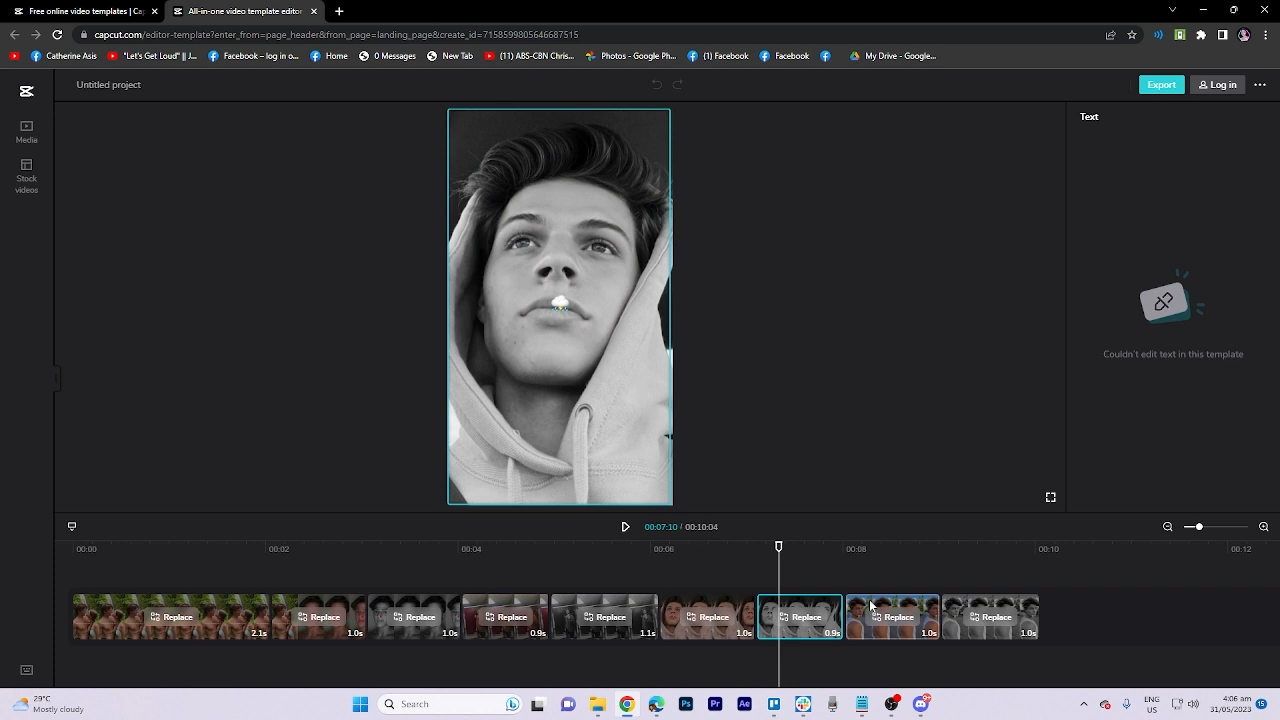 Free online video templates | Cap
All-in-one video template editor
capcut.com/editor-template?enter_from=page_header&from_page=landing_page&create_id=7158599805646687515
Catherine Asis
"Let's Get Loud" || J...
Facebook – log in o...
Home
0 Messages
New Tab
(11) ABS-CBN Chris...
Photos - Google Ph...
(1) Facebook
Facebook
My Drive - Google...
Untitled project
Export
Log in
Media
Stock
videos
Text
Couldn't edit text in this template
00:07:10 / 00:10:04
00:00
00:02
00:04
00:06
00:08
00:10
00:12
Replace
2.1s
Replace
1.1s
Replace
1.0s
Replace
0.9s
Replace
1.1s
Replace
1.0s
Replace
0.9s
Replace
1.0s
Replace
1.0s
29°C
Mostly cloudy
Search
Ps
Pr
Ae
ENG
US
4:06 am
31/05/2023